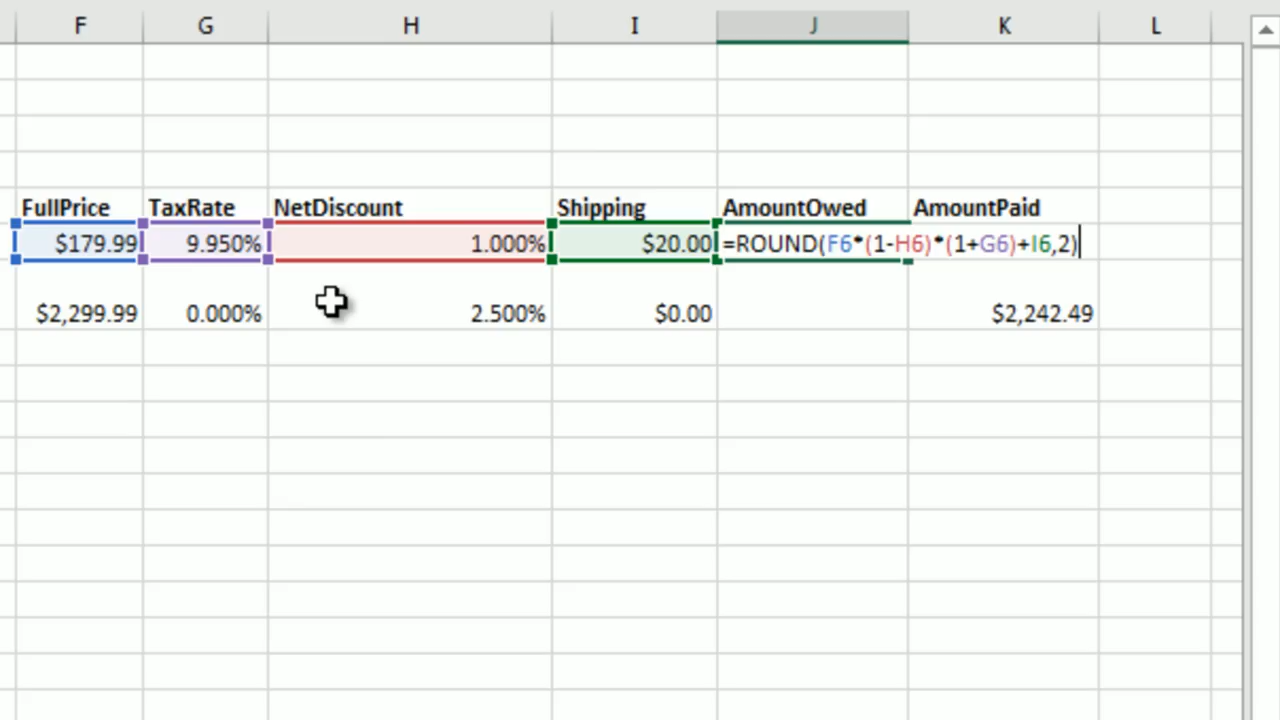 F G H I J K L
FullPrice TaxRate NetDiscount Shipping AmountOwed AmountPaid
$179.99 9.950% 1.000% $20.00 =ROUND(F6*(1-H6)*(1+G6)+I6,2)
$2,299.99 0.000% 2.500% $0.00 $2,242.49